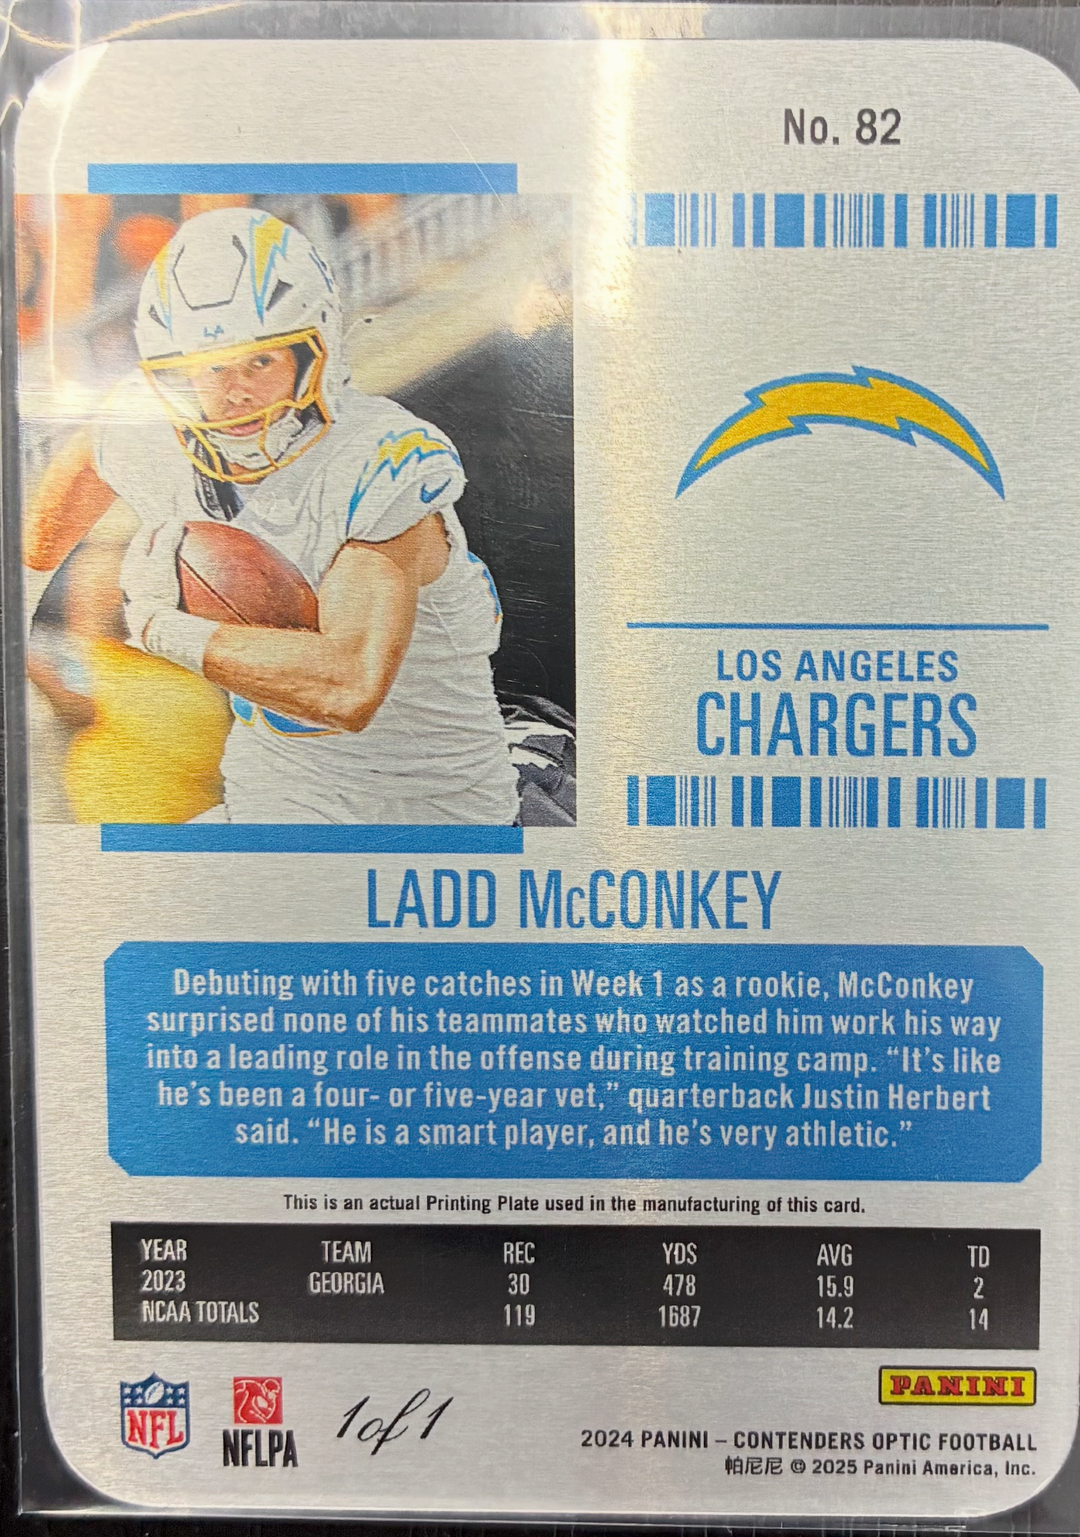 No. 82
LA
LOS ANGELES
CHARGERS
LADD McCONKEY
Debuting with five catches in Week 1 as a rookie, McConkey
surprised none of his teammates who watched him work his way
into a leading role in the offense during training camp. “It’s like
he’s been a four- or five-year vet,” quarterback Justin Herbert
said. “He is a smart player, and he’s very athletic.”
This is an actual Printing Plate used in the manufacturing of this card.
YEAR TEAM REC YDS AVG TD
2023 GEORGIA 30 478 15.9 2
NCAA TOTALS 119 1687 14.2 14
NFL
NFLPA
1 of 1
PANINI
2024 PANINI – CONTENDERS OPTIC FOOTBALL
帕尼尼 © 2025 Panini America, Inc.